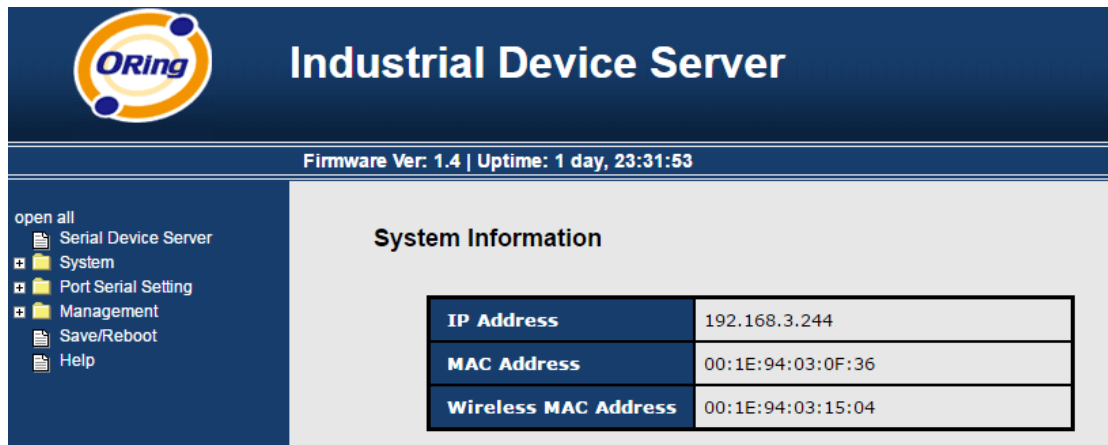 ORing
Industrial Device Server
Firmware Ver: 1.4 | Uptime: 1 day, 23:31:53
open all
Serial Device Server
System
Port Serial Setting
Management
Save/Reboot
Help
System Information
IP Address 192.168.3.244
MAC Address 00:1E:94:03:0F:36
Wireless MAC Address 00:1E:94:03:15:04